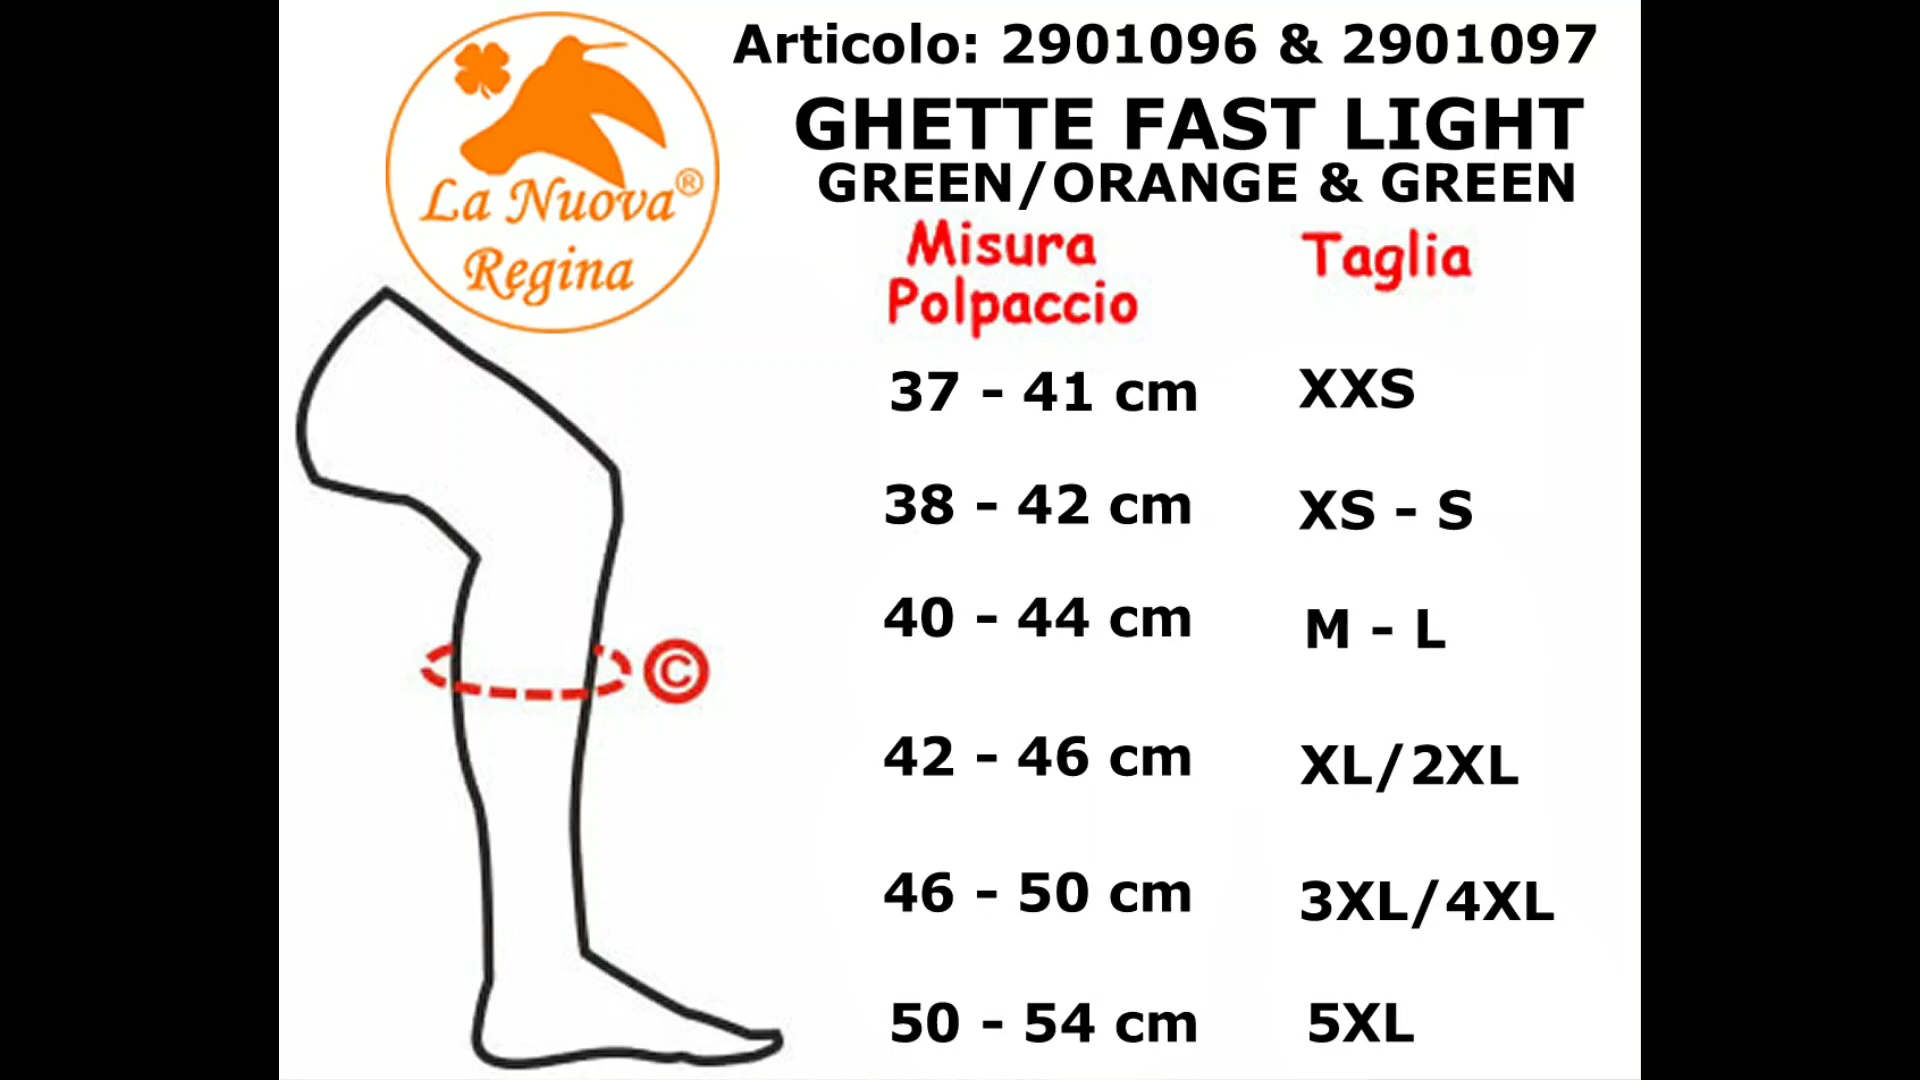 Articolo: 2901096 & 2901097
GHETTE FAST LIGHT
GREEN/ORANGE & GREEN
La Nuova®
Regina
Misura
Polpaccio
Taglia
37 - 41 cm XXS
38 - 42 cm XS - S
40 - 44 cm M - L
42 - 46 cm XL/2XL
46 - 50 cm 3XL/4XL
50 - 54 cm 5XL
©